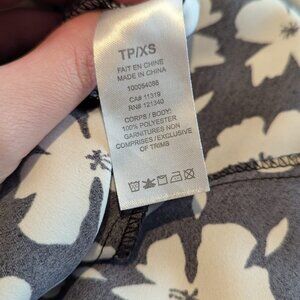 TP/XS
FAIT EN CHINE
MADE IN CHINA
100054086
CA# 11319
RN# 121340
CORPS / BODY:
100% POLYESTER
GARNITURES NON
COMPRISES / EXCLUSIVE
OF TRIMS